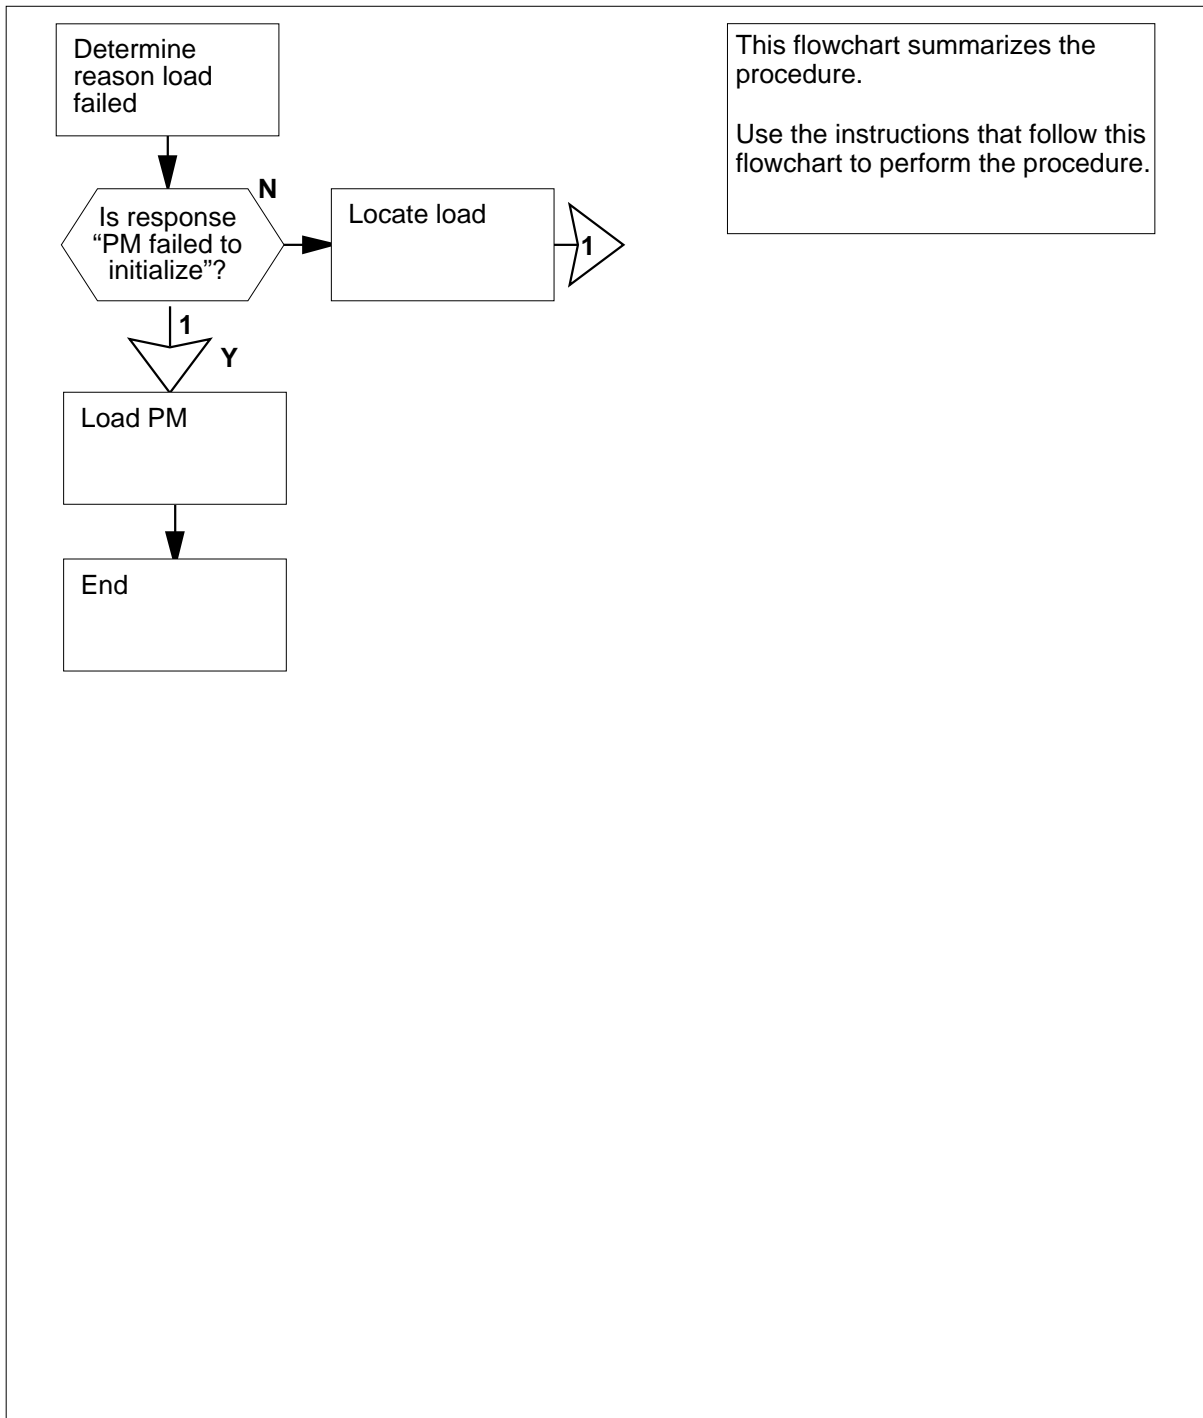 Determine
reason load
failed
Is response
“PM failed to
initialize”?
N
Locate load
1
1
Y
Load PM
End
This flowchart summarizes the
procedure.
Use the instructions that follow this
flowchart to perform the procedure.